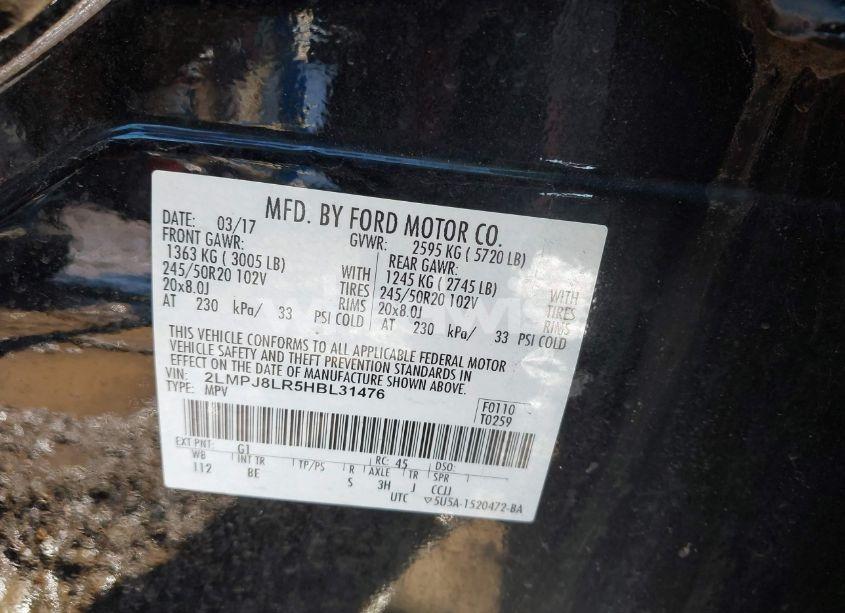 MFD. BY FORD MOTOR CO.
DATE: 03/17 GVWR: 2595 KG ( 5720 LB)
FRONT GAWR: REAR GAWR:
1363 KG ( 3005 LB) WITH 1245 KG ( 2745 LB) WITH
245/50R20 102V TIRES 245/50R20 102V TIRES
20x8.0J RIMS 20x8.0J RIMS
AT 230 kPa/ 33 PSI COLD AT 230 kPa/ 33 PSI COLD
THIS VEHICLE CONFORMS TO ALL APPLICABLE FEDERAL MOTOR
VEHICLE SAFETY AND THEFT PREVENTION STANDARDS IN
EFFECT ON THE DATE OF MANUFACTURE SHOWN ABOVE.
VIN: 2LMPJ8LR5HBL31476
TYPE: MPV
F0110
T0259
EXT PNT: G1 RC: 45 DSO:
WB INT TR TP/PS R AXLE TR SPR
112 BE S 3H J CCJJ
UTC ▽5U5A-1520472-BA